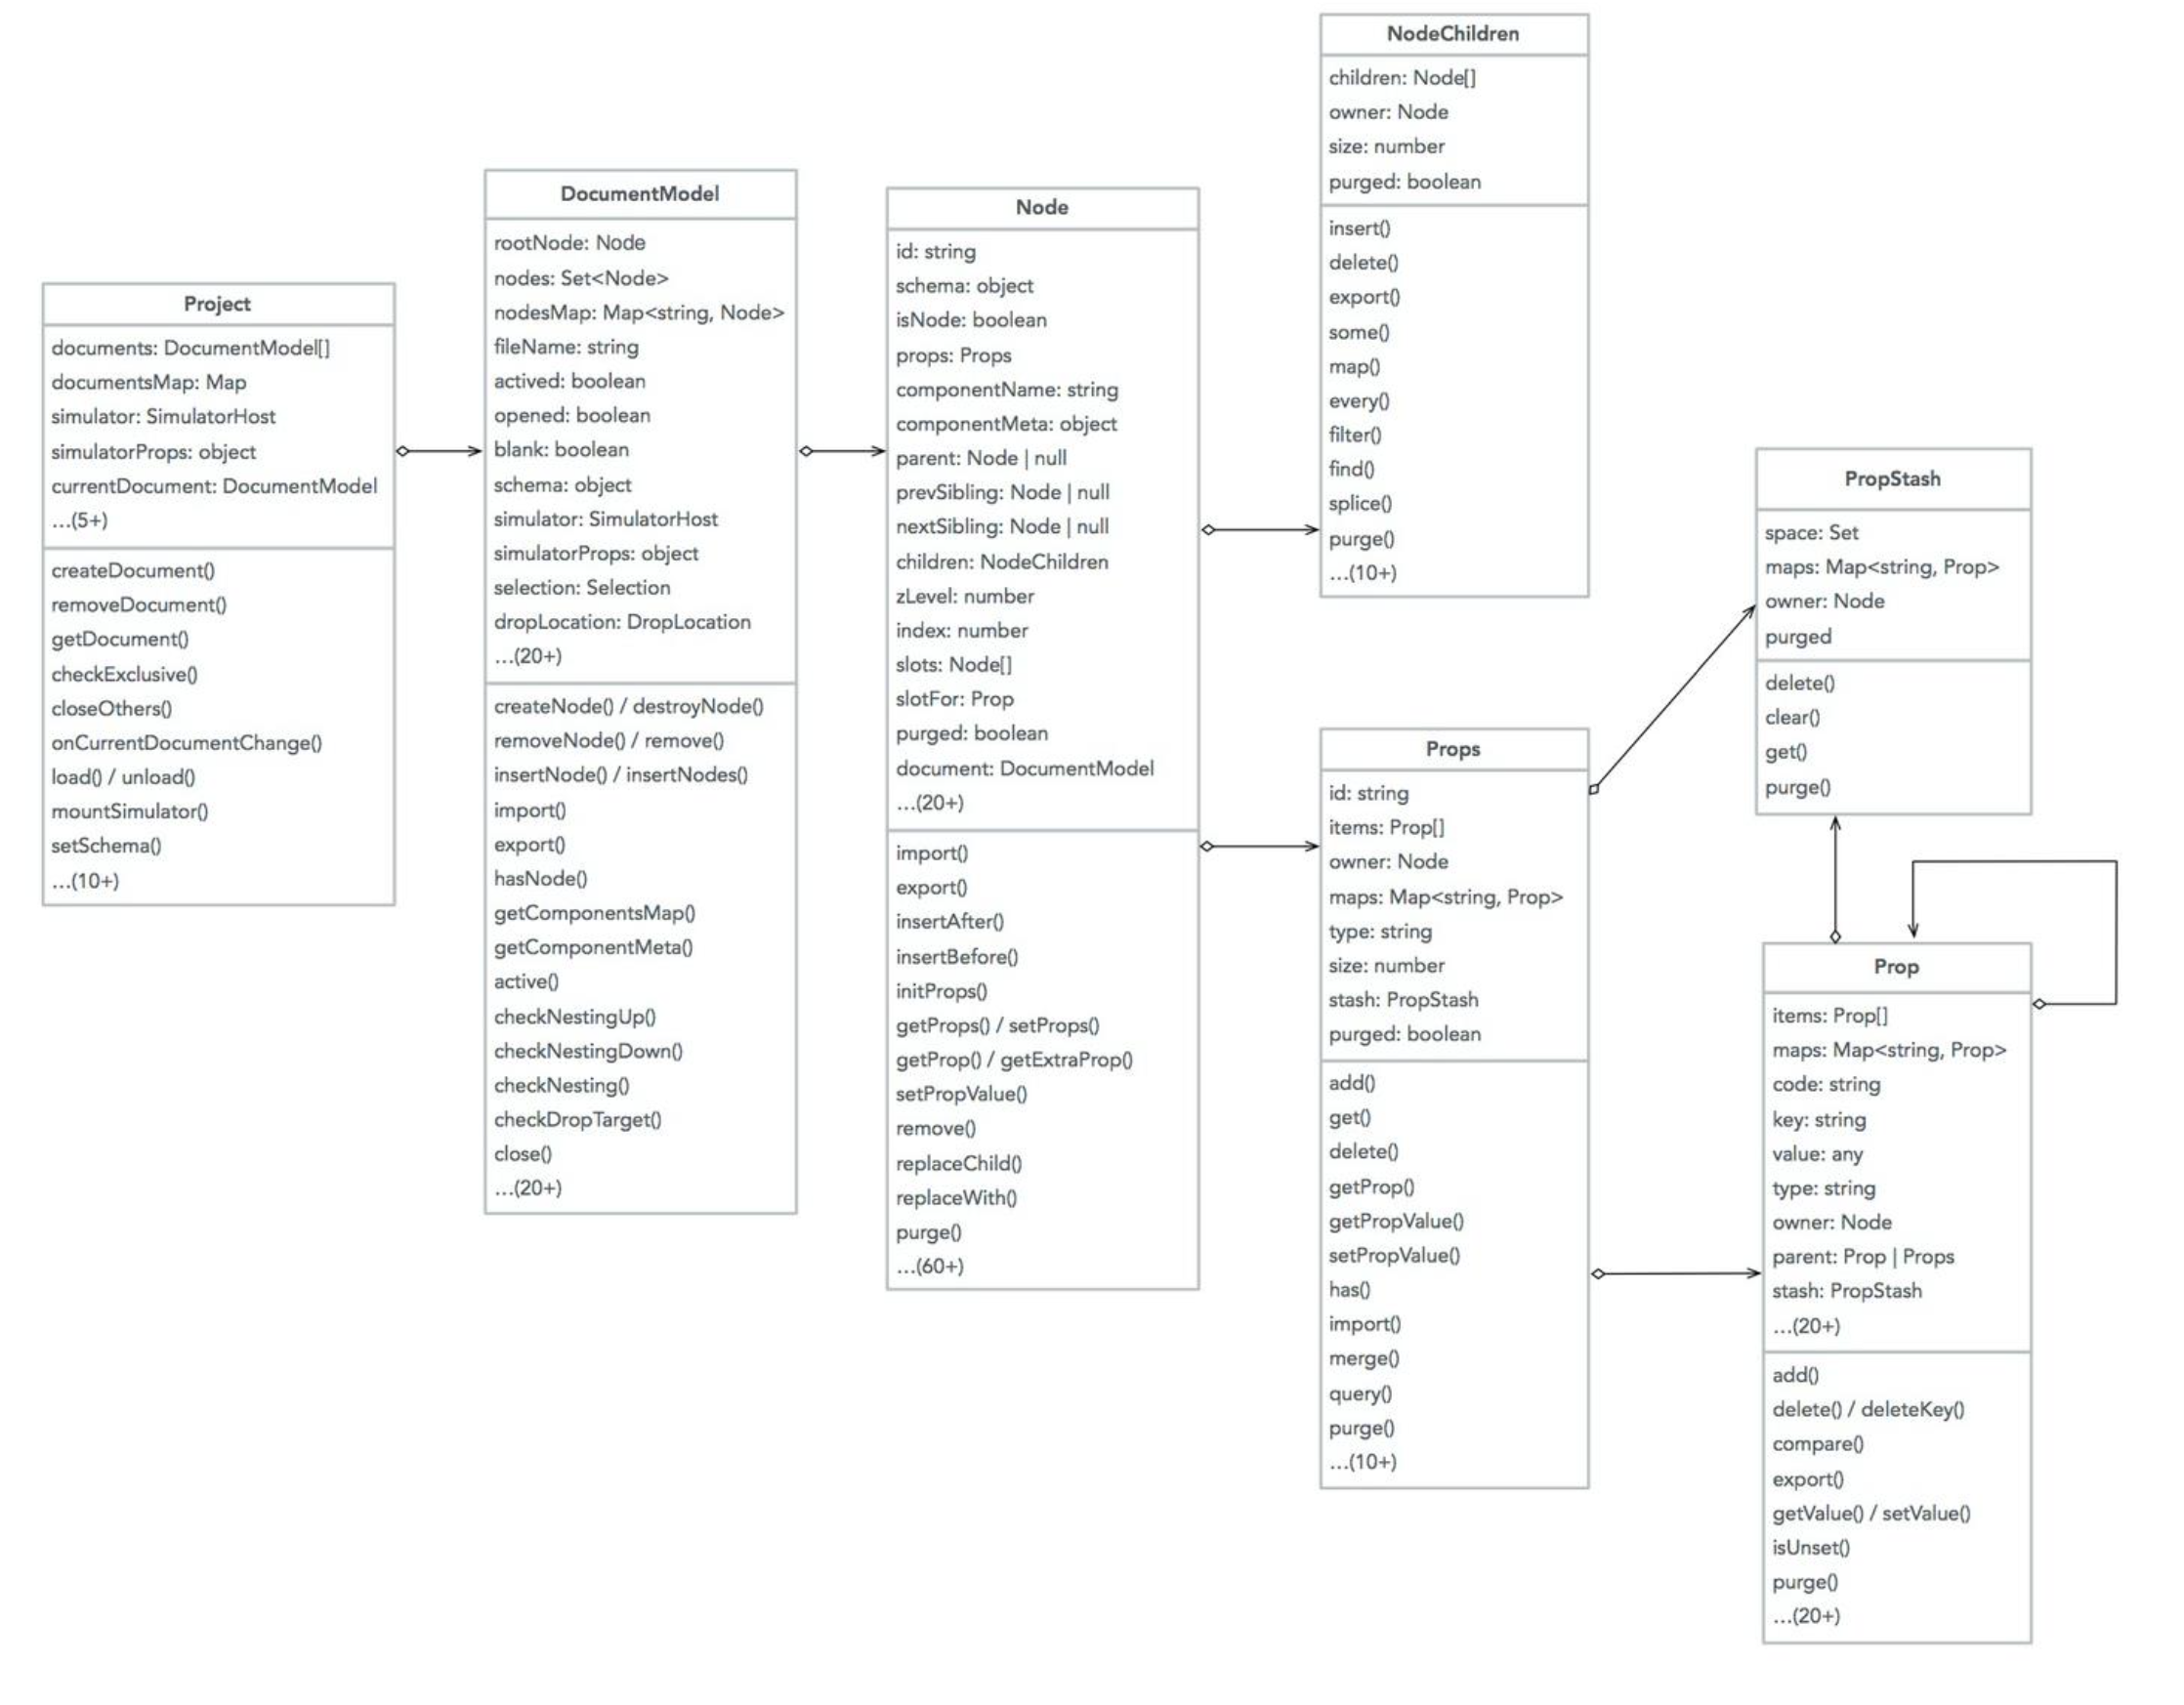 Project
documents: DocumentModel[]
documentsMap: Map
simulator: SimulatorHost
simulatorProps: object
currentDocument: DocumentModel
...(5+)
createDocument()
removeDocument()
getDocument()
checkExclusive()
closeOthers()
onCurrentDocumentChange()
load() / unload()
mountSimulator()
setSchema()
...(10+)
DocumentModel
rootNode: Node
nodes: Set<Node>
nodesMap: Map<string, Node>
fileName: string
actived: boolean
opened: boolean
blank: boolean
schema: object
simulator: SimulatorHost
simulatorProps: object
selection: Selection
dropLocation: DropLocation
...(20+)
createNode() / destroyNode()
removeNode() / remove()
insertNode() / insertNodes()
import()
export()
hasNode()
getComponentsMap()
getComponentMeta()
active()
checkNestingUp()
checkNestingDown()
checkNesting()
checkDropTarget()
close()
...(20+)
Node
id: string
schema: object
isNode: boolean
props: Props
componentName: string
componentMeta: object
parent: Node | null
prevSibling: Node | null
nextSibling: Node | null
children: NodeChildren
zLevel: number
index: number
slots: Node[]
slotFor: Prop
purged: boolean
document: DocumentModel
...(20+)
import()
export()
insertAfter()
insertBefore()
initProps()
getProps() / setProps()
getProp() / getExtraProp()
setPropValue()
remove()
replaceChild()
replaceWith()
purge()
...(60+)
NodeChildren
children: Node[]
owner: Node
size: number
purged: boolean
insert()
delete()
export()
some()
map()
every()
filter()
find()
splice()
purge()
...(10+)
Props
id: string
items: Prop[]
owner: Node
maps: Map<string, Prop>
type: string
size: number
stash: PropStash
purged: boolean
add()
get()
delete()
getProp()
getPropValue()
setPropValue()
has()
import()
merge()
query()
purge()
...(10+)
PropStash
space: Set
maps: Map<string, Prop>
owner: Node
purged
delete()
clear()
get()
purge()
Prop
items: Prop[]
maps: Map<string, Prop>
code: string
key: string
value: any
type: string
owner: Node
parent: Prop | Props
stash: PropStash
...(20+)
add()
delete() / deleteKey()
compare()
export()
getValue() / setValue()
isUnset()
purge()
...(20+)